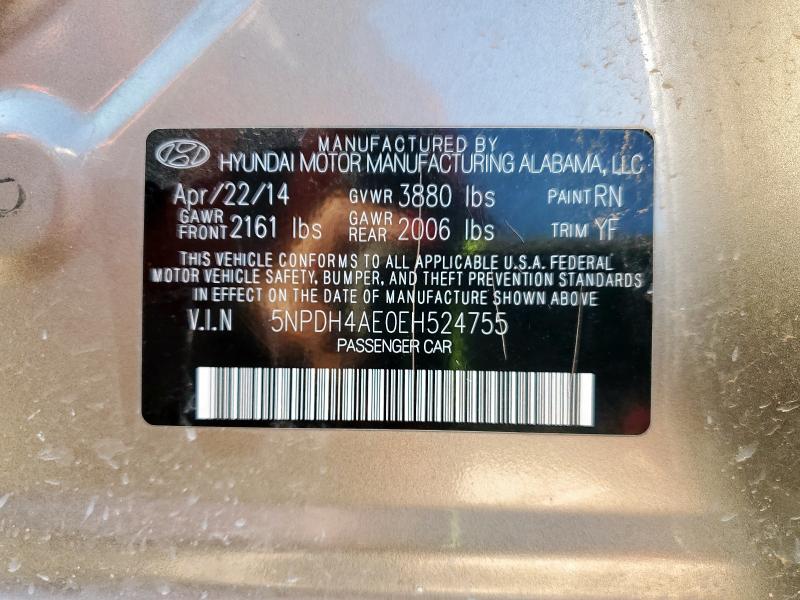 MANUFACTURED BY
HYUNDAI MOTOR MANUFACTURING ALABAMA, LLC
Apr/22/14 GVWR 3880 lbs PAINT RN
GAWR FRONT 2161 lbs GAWR REAR 2006 lbs TRIM YF
THIS VEHICLE CONFORMS TO ALL APPLICABLE U.S.A. FEDERAL
MOTOR VEHICLE SAFETY, BUMPER, AND THEFT PREVENTION STANDARDS
IN EFFECT ON THE DATE OF MANUFACTURE SHOWN ABOVE
V.I.N 5NPDH4AE0EH524755
PASSENGER CAR